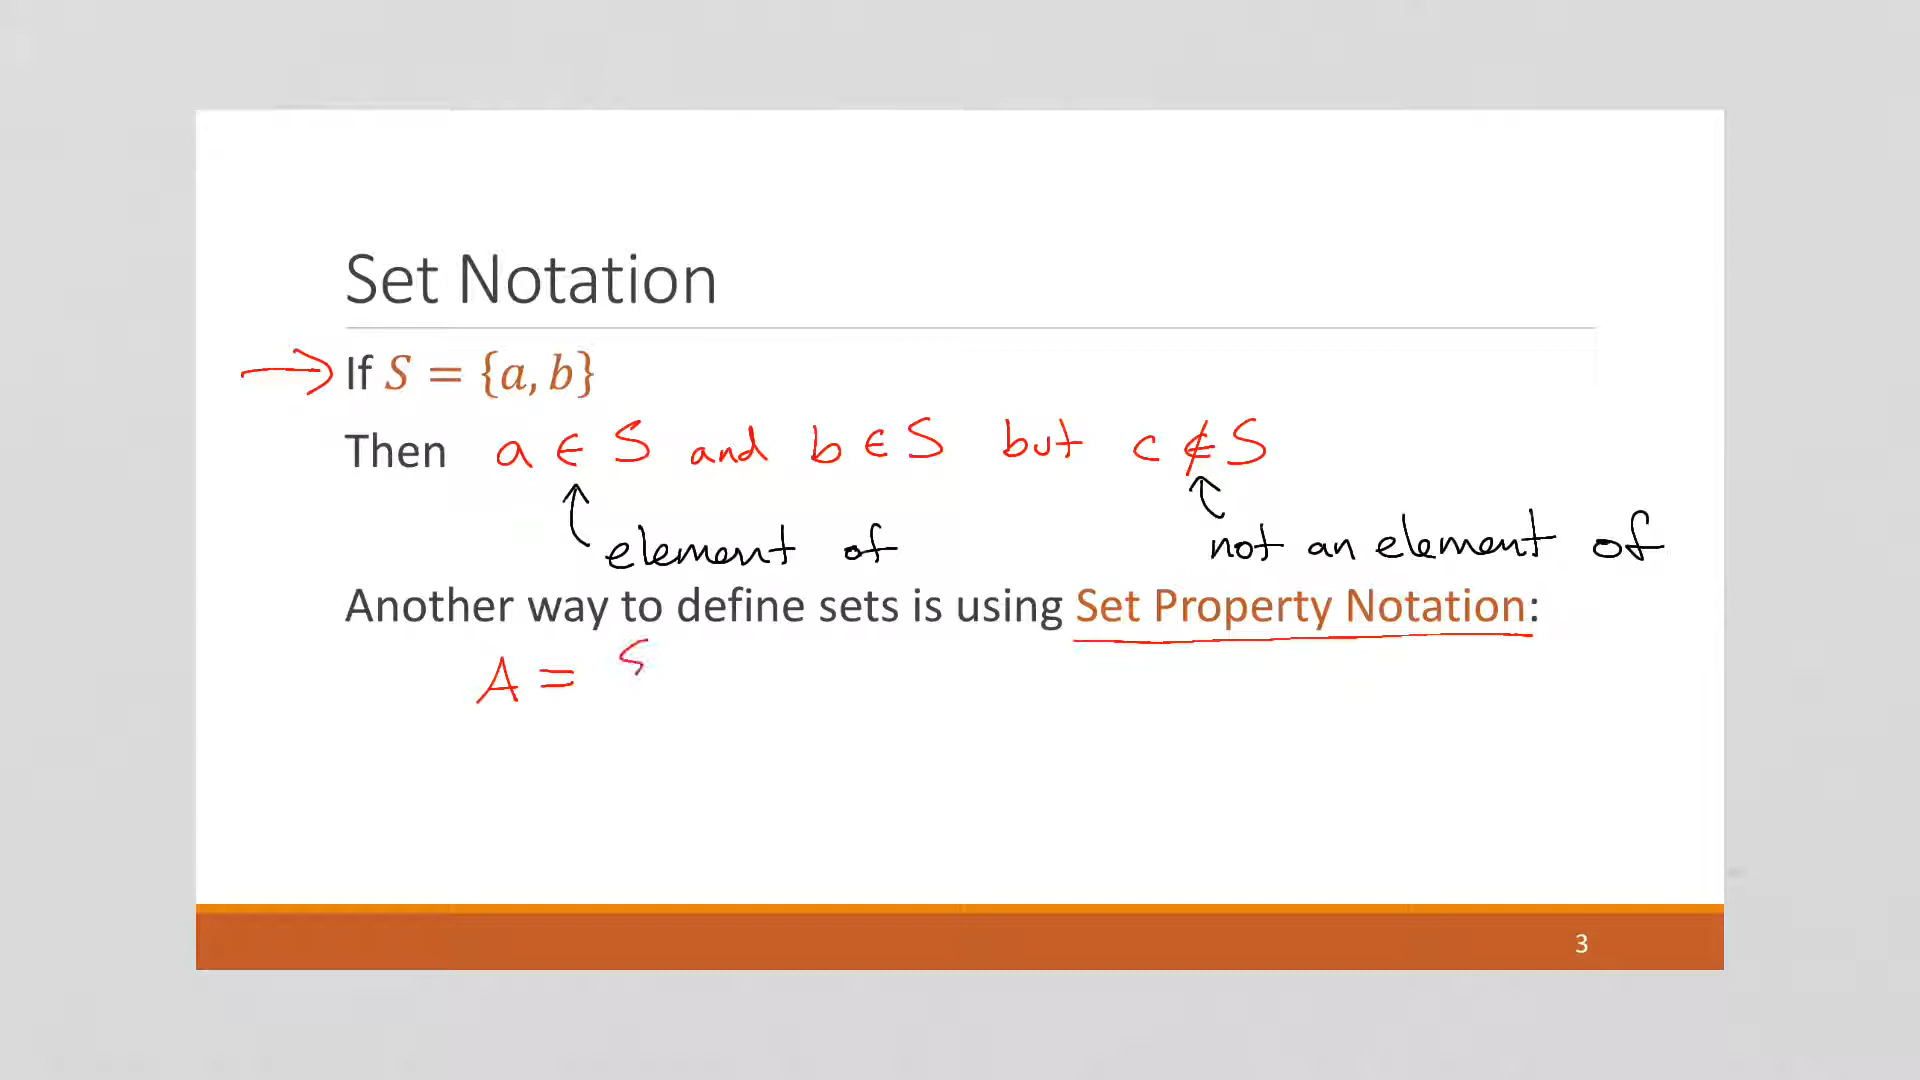 Set Notation
If S = {a, b}
Then a ∈ S and b ∈ S but c ∉ S
element of not an element of
Another way to define sets is using Set Property Notation:
A =
3